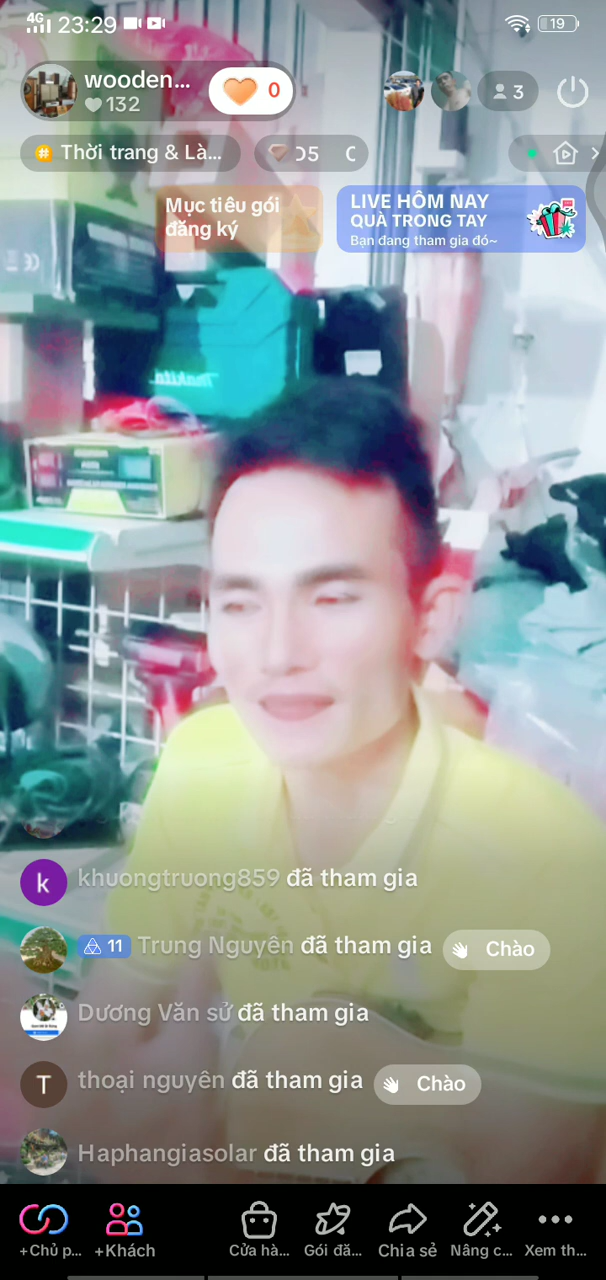 4G 23:29 19
wooden...
132
0
3
Thời trang & Là...
Mục tiêu gói
đăng ký
LIVE HÔM NAY
QUÀ TRONG TAY
Bạn đang tham gia đó~
Makita
khuongtruong859 đã tham gia
11 Trung Nguyên đã tham gia Chào
Dương Văn sử đã tham gia
thoại nguyên đã tham gia Chào
Haphangiasolar đã tham gia
+Chủ p... +Khách Cửa hà... Gói đă... Chia sẻ Nâng c... Xem th...